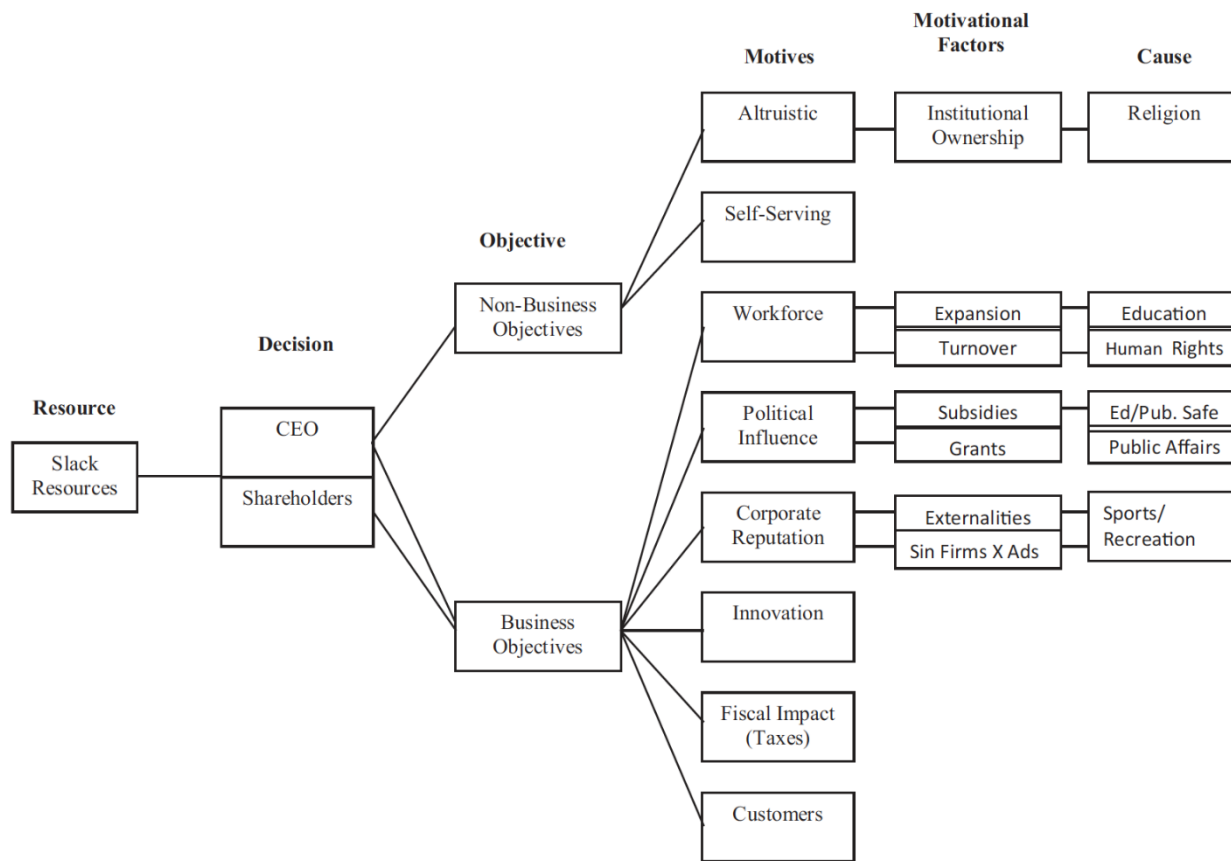 Motivational
Factors
Motives
Cause
Altruistic
Institutional
Ownership
Religion
Self-Serving
Objective
Non-Business
Objectives
Workforce
Expansion
Education
Turnover
Human Rights
Decision
Resource
CEO
Shareholders
Slack
Resources
Political
Influence
Subsidies
Ed/Pub. Safe
Grants
Public Affairs
Corporate
Reputation
Externalities
Sports/
Recreation
Sin Firms X Ads
Business
Objectives
Innovation
Fiscal Impact
(Taxes)
Customers